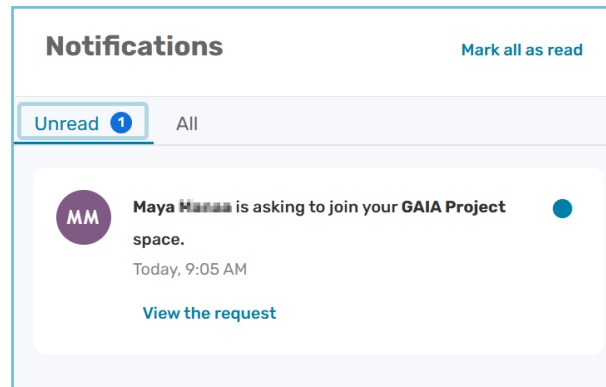 Notifications
Mark all as read
Unread 1
All
MM
Maya is asking to join your GAIA Project
space.
Today, 9:05 AM
View the request